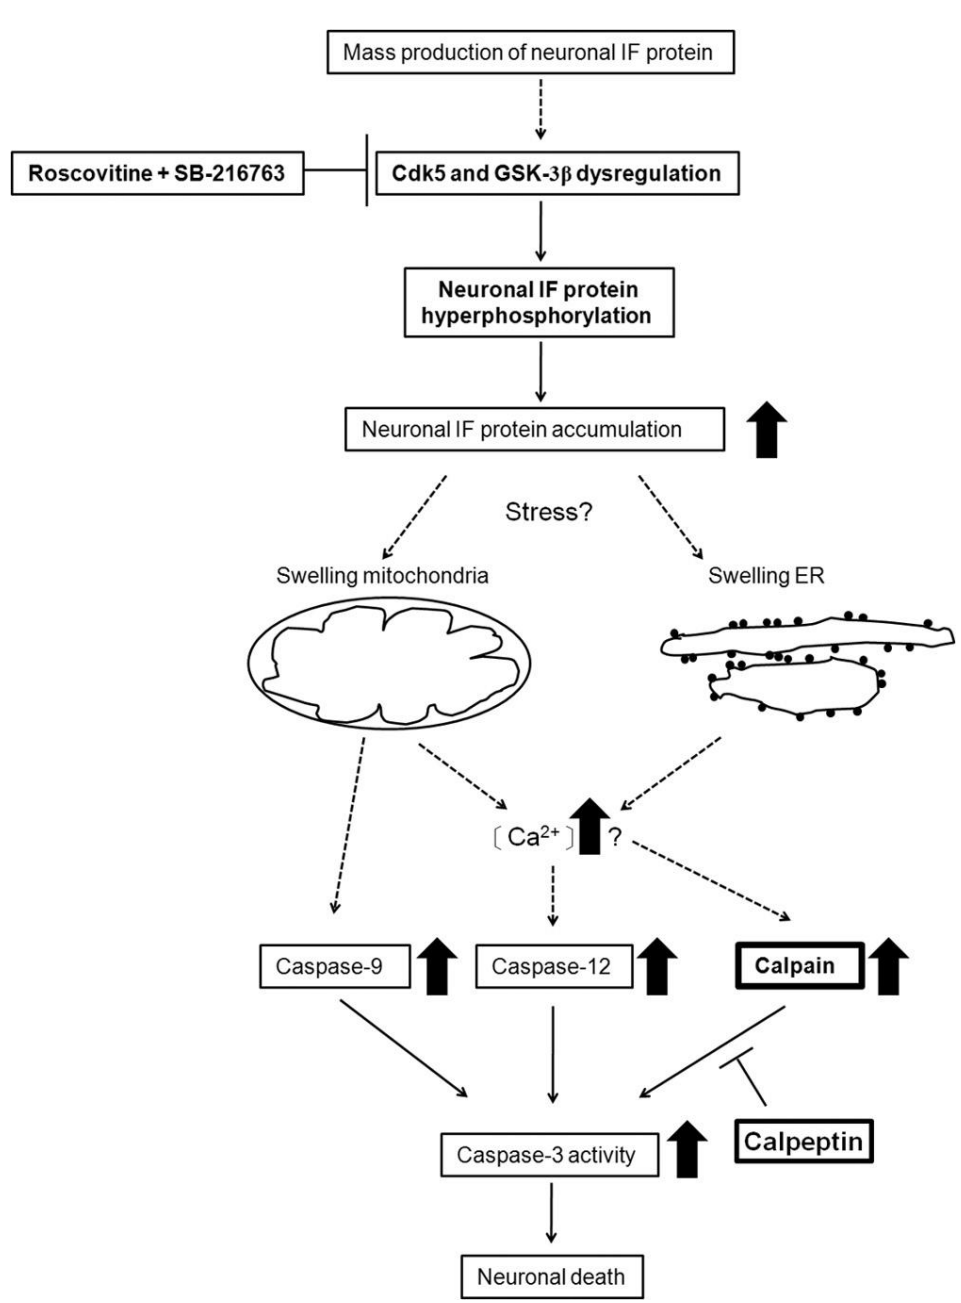 Mass production of neuronal IF protein
Roscovitine + SB-216763
Cdk5 and GSK-3β dysregulation
Neuronal IF protein
hyperphosphorylation
Neuronal IF protein accumulation
Stress?
Swelling mitochondria
Swelling ER
〔Ca²⁺〕?
Caspase-9
Caspase-12
Calpain
Calpeptin
Caspase-3 activity
Neuronal death